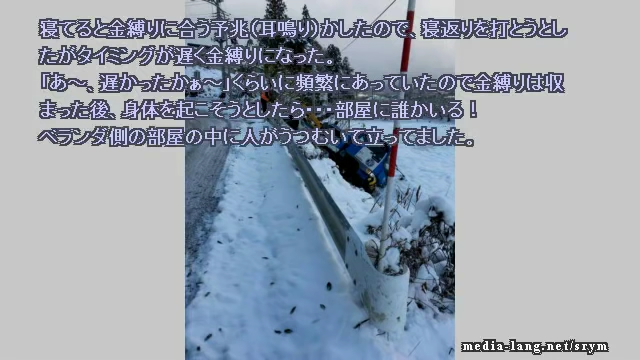 寝てると金縛りに合う予兆(耳鳴り)がしたので、寝返りを打とうとし
たがタイミングが遅く金縛りになった。
「あ～、遅かったかぁ～」くらいに頻繁にあっていたので金縛りは収
まった後、身体を起こそうとしたら・・・部屋に誰かいる！
ベランダ側の部屋の中に人がうつむいて立ってました。
media-lang.net/srym